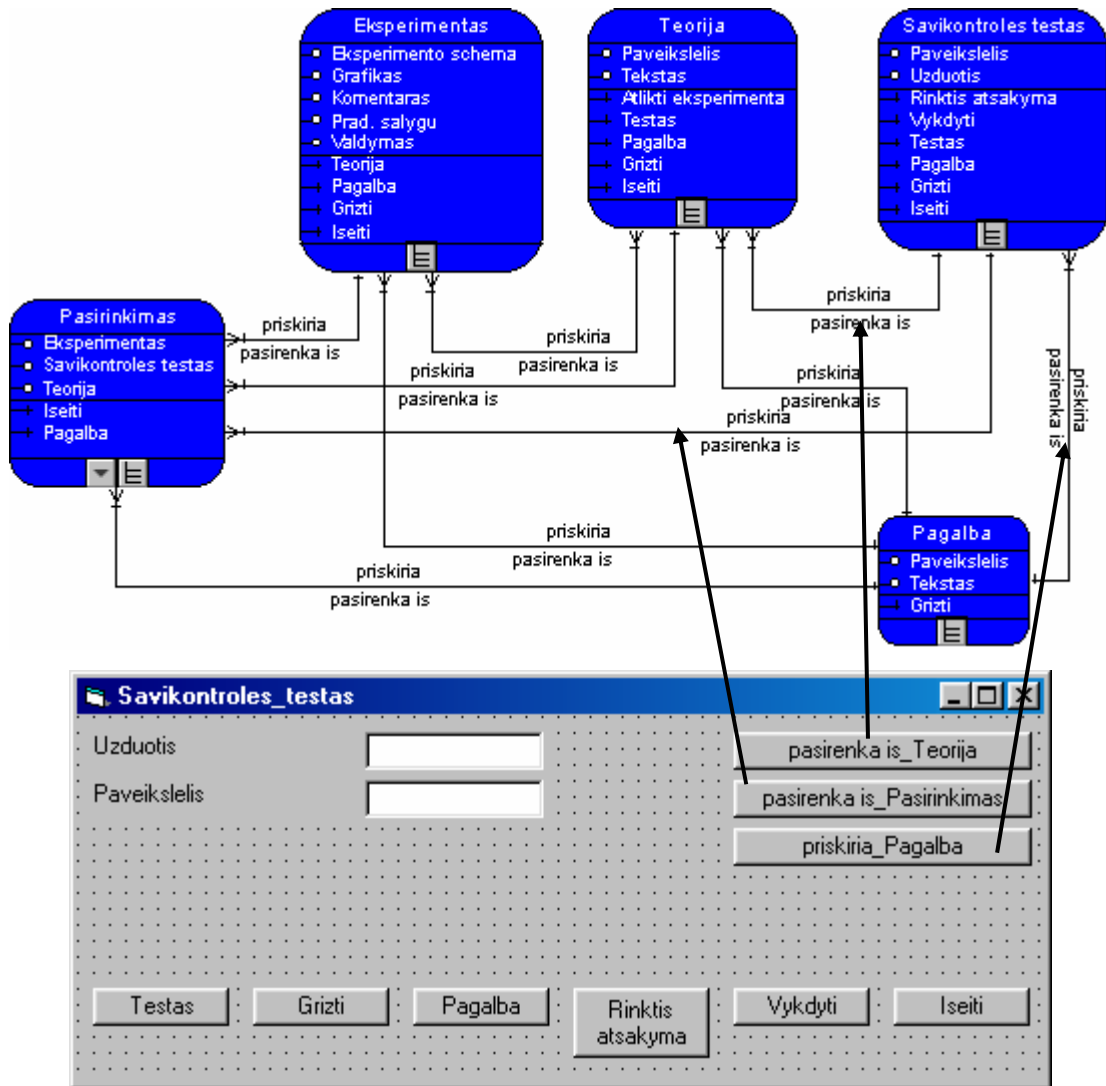 Eksperimentas
Eksperimento schema
Grafikas
Komentaras
Prad. salygu
Valdymas
Teorija
Pagalba
Grizti
Iseiti
Teorija
Paveikslelis
Tekstas
Atlikti eksperimenta
Testas
Pagalba
Grizti
Iseiti
Savikontroles testas
Paveikslelis
Uzduotis
Rinktis atsakyma
Vykdyti
Testas
Pagalba
Grizti
Iseiti
Pasirinkimas
Eksperimentas
Savikontroles testas
Teorija
Iseiti
Pagalba
priskiria
pasirenka is
priskiria
pasirenka is
priskiria
pasirenka is
priskiria
pasirenka is
priskiria
pasirenka is
priskiria
pasirenka is
priskiria
pasirenka is
priskiria
pasirenka is
priskiria
pasirenka is
Pagalba
Paveikslelis
Tekstas
Grizti
Savikontroles_testas
Uzduotis
pasirenka is_Teorija
Paveikslelis
pasirenka is_Pasirinkimas
priskiria_Pagalba
Testas
Grizti
Pagalba
Rinktis
atsakyma
Vykdyti
Iseiti